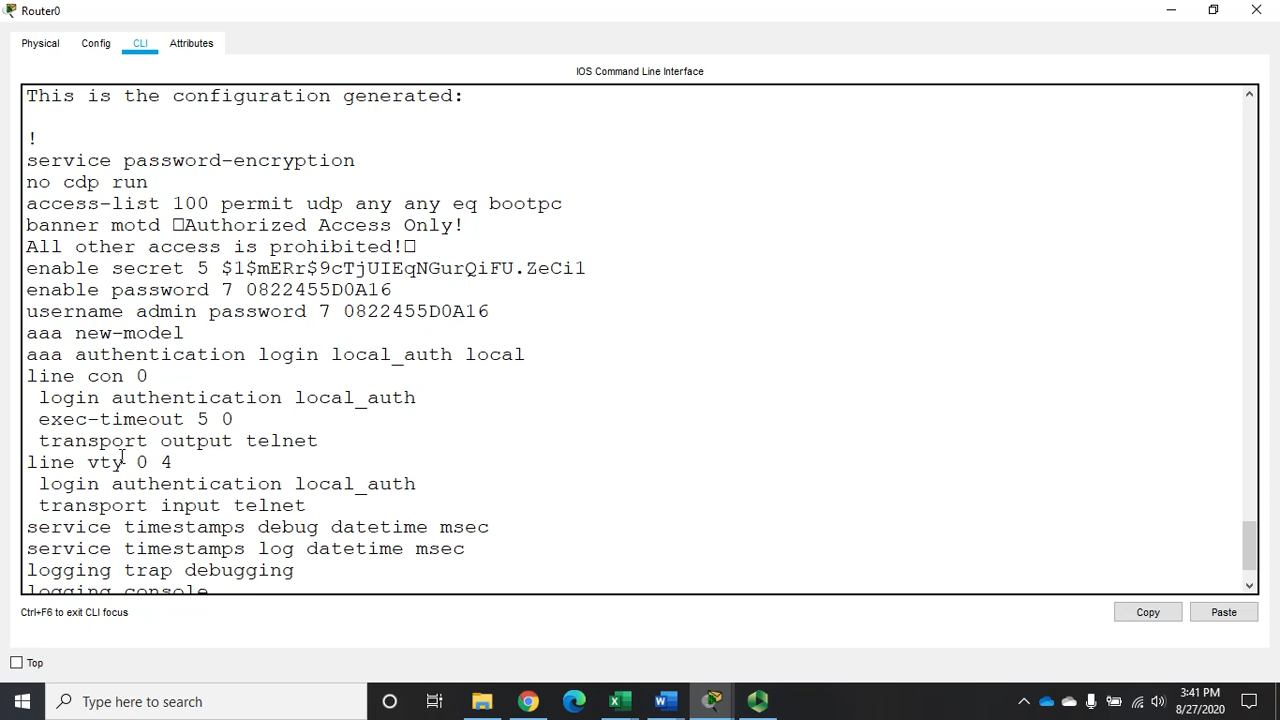 Router0
Physical
Config
CLI
Attributes
IOS Command Line Interface
This is the configuration generated:
!
service password-encryption
no cdp run
access-list 100 permit udp any any eq bootpc
banner motd □Authorized Access Only!
All other access is prohibited!□
enable secret 5 $1$mERr$9cTjUIEqNGurQiFU.ZeCi1
enable password 7 0822455D0A16
username admin password 7 0822455D0A16
aaa new-model
aaa authentication login local_auth local
line con 0
login authentication local_auth
exec-timeout 5 0
transport output telnet
line vty 0 4
login authentication local_auth
transport input telnet
service timestamps debug datetime msec
service timestamps log datetime msec
logging trap debugging
logging console
Ctrl+F6 to exit CLI focus
Copy
Paste
Top
Type here to search
3:41 PM
8/27/2020